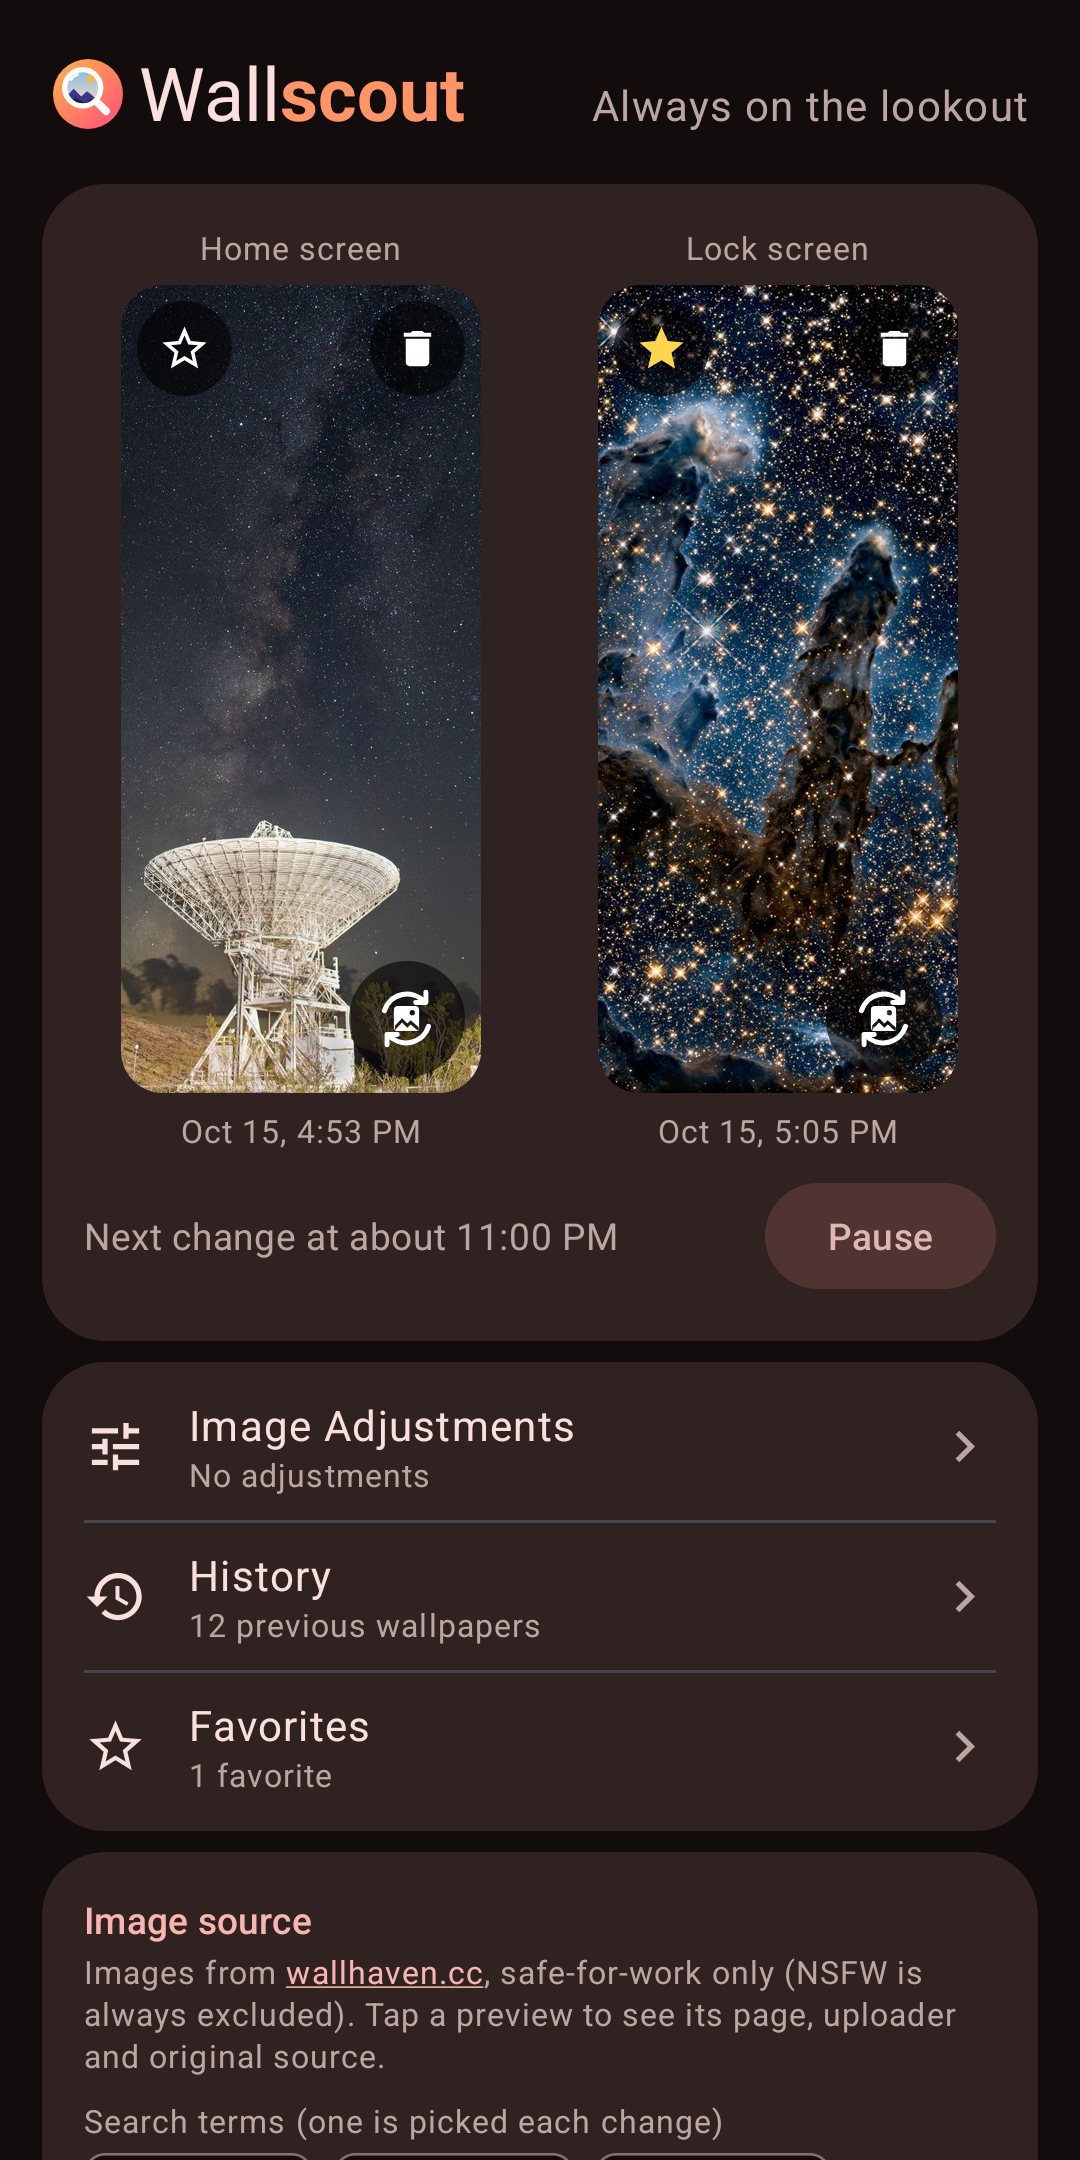 Wallscout
Always on the lookout
Home screen
Lock screen
Oct 15, 4:53 PM
Oct 15, 5:05 PM
Next change at about 11:00 PM
Pause
Image Adjustments
No adjustments
History
12 previous wallpapers
Favorites
1 favorite
Image source
Images from wallhaven.cc, safe-for-work only (NSFW is
always excluded). Tap a preview to see its page, uploader
and original source.
Search terms (one is picked each change)